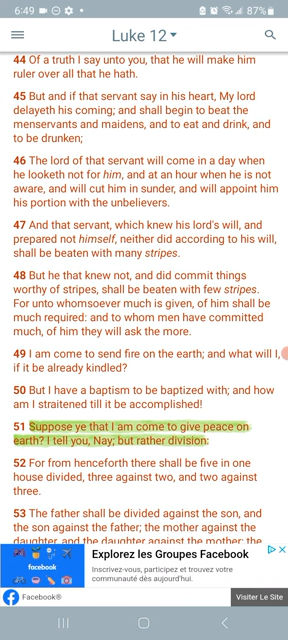 6:49
87%
Luke 12
44 Of a truth I say unto you, that he will make him
ruler over all that he hath.
45 But and if that servant say in his heart, My lord
delayeth his coming; and shall begin to beat the
menservants and maidens, and to eat and drink, and
to be drunken;
46 The lord of that servant will come in a day when
he looketh not for him, and at an hour when he is not
aware, and will cut him in sunder, and will appoint him
his portion with the unbelievers.
47 And that servant, which knew his lord's will, and
prepared not himself, neither did according to his will,
shall be beaten with many stripes.
48 But he that knew not, and did commit things
worthy of stripes, shall be beaten with few stripes.
For unto whomsoever much is given, of him shall be
much required: and to whom men have committed
much, of him they will ask the more.
49 I am come to send fire on the earth; and what will I,
if it be already kindled?
50 But I have a baptism to be baptized with; and how
am I straitened till it be accomplished!
51 Suppose ye that I am come to give peace on
earth? I tell you, Nay; but rather division:
52 For from henceforth there shall be five in one
house divided, three against two, and two against
three.
53 The father shall be divided against the son, and
the son against the father; the mother against the
daughter, and the daughter against the mother; the
facebook
Explorez les Groupes Facebook
Inscrivez-vous, participez et trouvez votre
communauté dès aujourd'hui.
Facebook®
Visiter Le Site